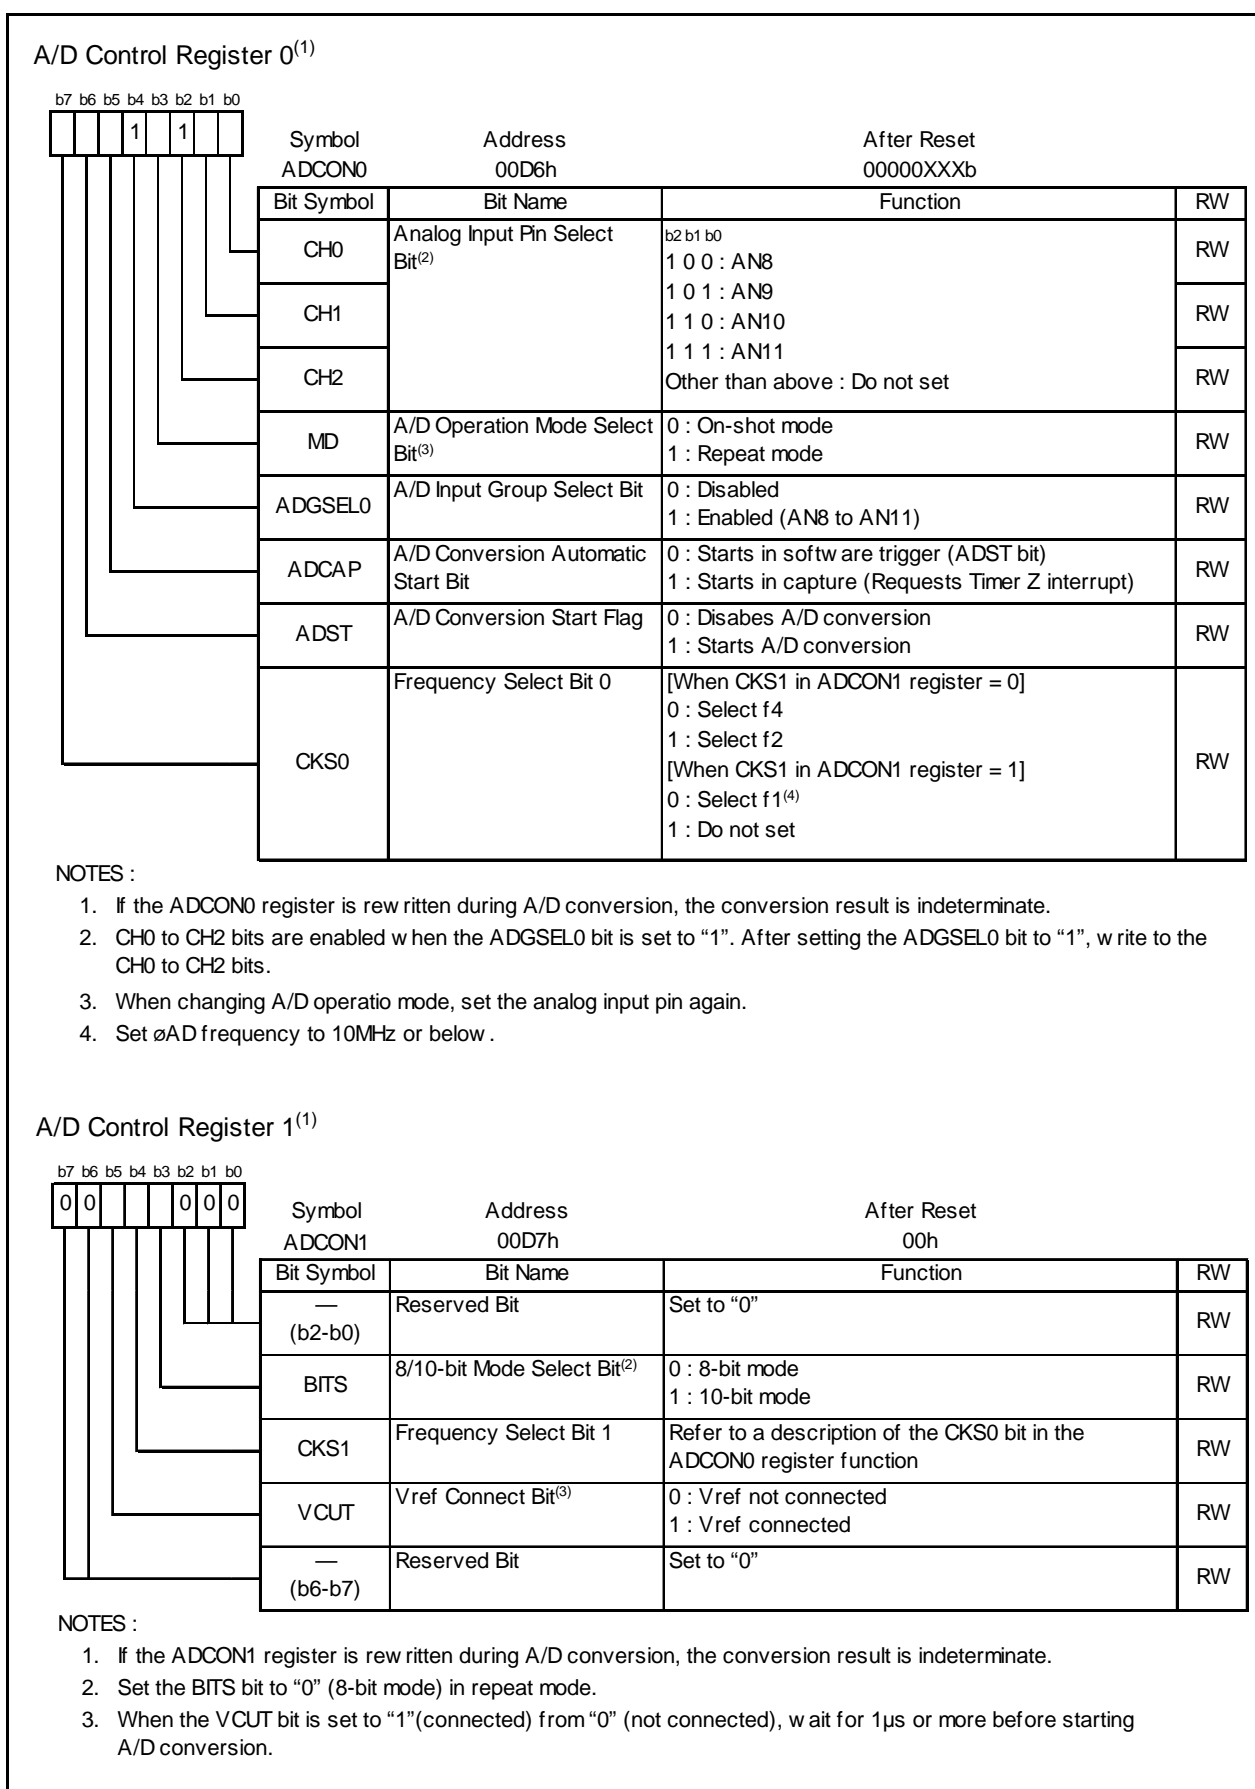 A/D Control Register 0(1)
b7 b6 b5 b4 b3 b2 b1 b0
1 1
Symbol Address After Reset
ADCON0 00D6h 00000XXXb
Bit Symbol Bit Name Function RW
CH0 Analog Input Pin Select Bit(2) b2 b1 b0 RW
1 0 0 : AN8
1 0 1 : AN9
CH1 1 1 0 : AN10 RW
1 1 1 : AN11
CH2 Other than above : Do not set RW
MD A/D Operation Mode Select Bit(3) 0 : On-shot mode RW
1 : Repeat mode
ADGSEL0 A/D Input Group Select Bit 0 : Disabled RW
1 : Enabled (AN8 to AN11)
ADCAP A/D Conversion Automatic Start Bit 0 : Starts in software trigger (ADST bit) RW
1 : Starts in capture (Requests Timer Z interrupt)
ADST A/D Conversion Start Flag 0 : Disabes A/D conversion RW
1 : Starts A/D conversion
CKS0 Frequency Select Bit 0 [When CKS1 in ADCON1 register = 0] RW
0 : Select f4
1 : Select f2
[When CKS1 in ADCON1 register = 1]
0 : Select f1(4)
1 : Do not set
NOTES :
1. If the ADCON0 register is rewritten during A/D conversion, the conversion result is indeterminate.
2. CH0 to CH2 bits are enabled when the ADGSEL0 bit is set to “1”. After setting the ADGSEL0 bit to “1”, write to the
CH0 to CH2 bits.
3. When changing A/D operatio mode, set the analog input pin again.
4. Set øAD frequency to 10MHz or below.
A/D Control Register 1(1)
b7 b6 b5 b4 b3 b2 b1 b0
0 0 0 0 0
Symbol Address After Reset
ADCON1 00D7h 00h
Bit Symbol Bit Name Function RW
— (b2-b0) Reserved Bit Set to “0” RW
BITS 8/10-bit Mode Select Bit(2) 0 : 8-bit mode RW
1 : 10-bit mode
CKS1 Frequency Select Bit 1 Refer to a description of the CKS0 bit in the RW
ADCON0 register function
VCUT Vref Connect Bit(3) 0 : Vref not connected RW
1 : Vref connected
— (b6-b7) Reserved Bit Set to “0” RW
NOTES :
1. If the ADCON1 register is rewritten during A/D conversion, the conversion result is indeterminate.
2. Set the BITS bit to “0” (8-bit mode) in repeat mode.
3. When the VCUT bit is set to “1”(connected) from “0” (not connected), wait for 1µs or more before starting
A/D conversion.